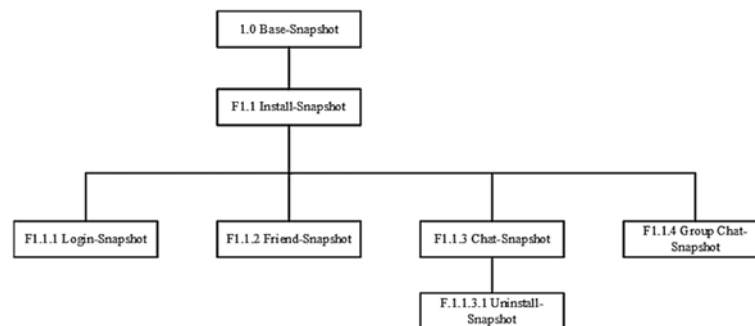 1.0 Base-Snapshot
F1.1 Install-Snapshot
F1.1.1 Login-Snapshot
F1.1.2 Friend-Snapshot
F1.1.3 Chat-Snapshot
F1.1.4 Group Chat-
Snapshot
F.1.1.3.1 Uninstall-
Snapshot